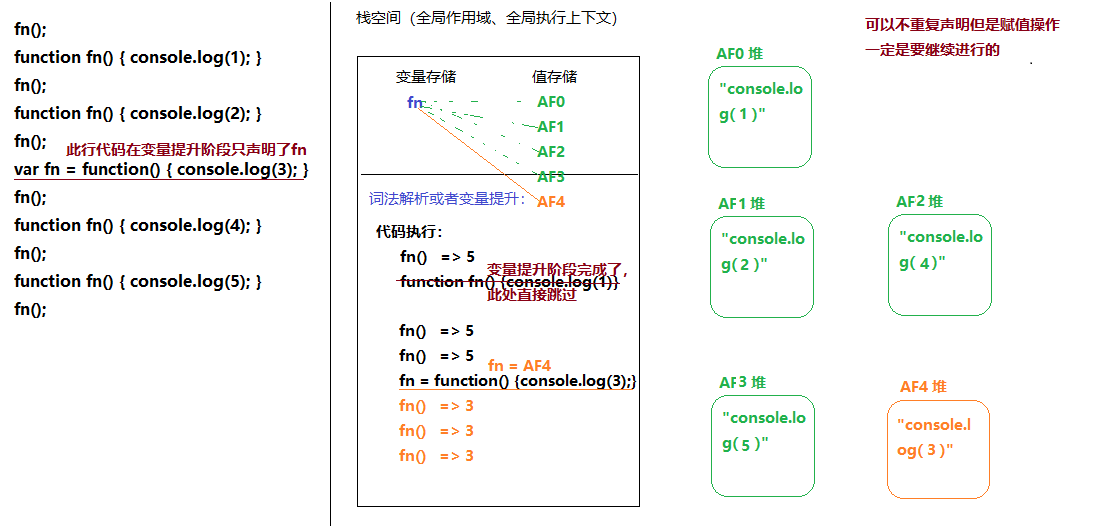 fn();
function fn() { console.log(1); }
fn();
function fn() { console.log(2); }
fn();
此行代码在变量提升阶段只声明了fn
var fn = function() { console.log(3); }
fn();
function fn() { console.log(4); }
fn();
function fn() { console.log(5); }
fn();
栈空间（全局作用域、全局执行上下文）
变量存储 值存储
fn AF0
AF1
AF2
AF3
AF4
词法解析或者变量提升：
代码执行：
fn() => 5
变量提升阶段完成了，
function fn() {console.log(1)}
此处直接跳过
fn() => 5
fn() => 5
fn = AF4
fn = function() {console.log(3);}
fn() => 3
fn() => 3
fn() => 3
可以不重复声明但是赋值操作
一定是要继续进行的
AF0 堆
"console.lo
g( 1 )"
AF1 堆
"console.lo
g( 2 )"
AF2 堆
"console.lo
g( 4 )"
AF3 堆
"console.lo
g( 5 )"
AF4 堆
"console.l
og( 3 )"